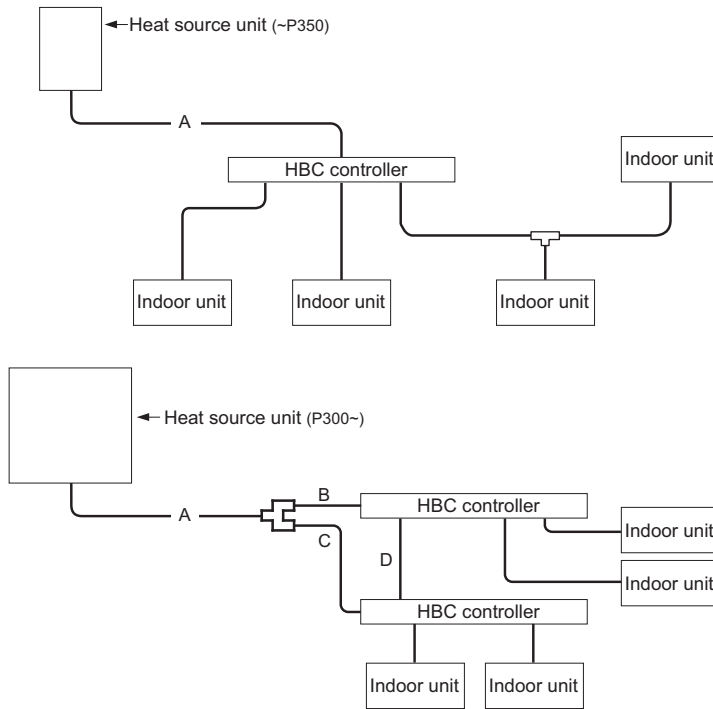 Heat source unit (~P350)
A
HBC controller
Indoor unit
Indoor unit
Indoor unit
Indoor unit
Heat source unit (P300~)
A
B
C
D
HBC controller
Indoor unit
Indoor unit
HBC controller
Indoor unit
Indoor unit